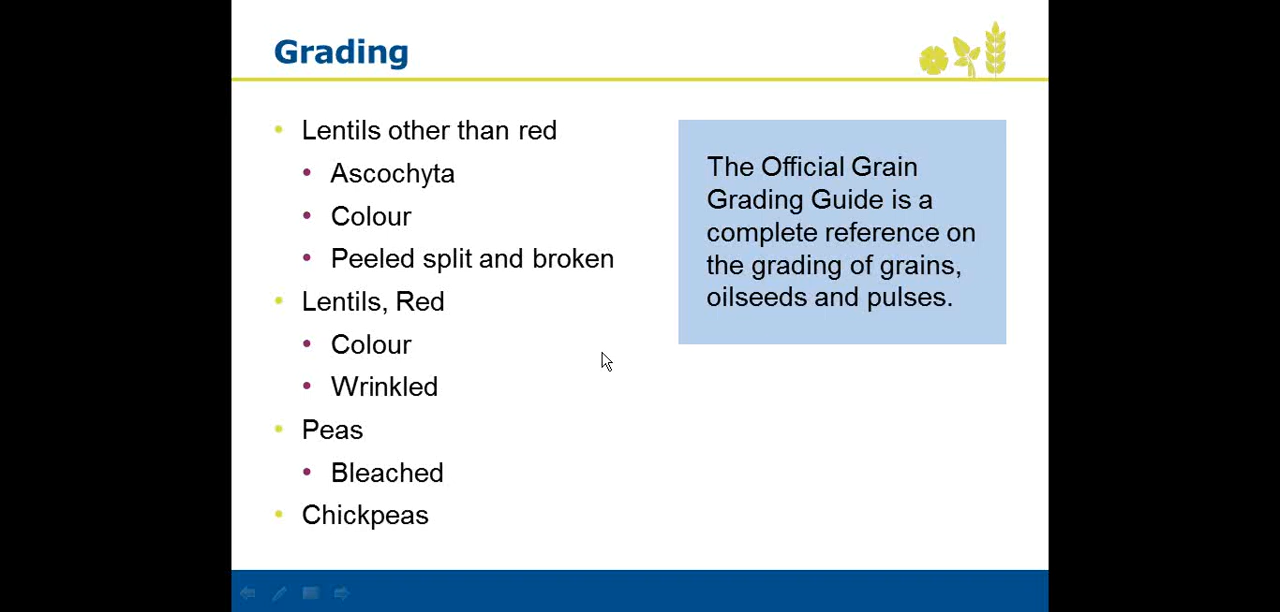 Grading
Lentils other than red
Ascochyta
Colour
Peeled split and broken
Lentils, Red
Colour
Wrinkled
Peas
Bleached
Chickpeas
The Official Grain
Grading Guide is a
complete reference on
the grading of grains,
oilseeds and pulses.